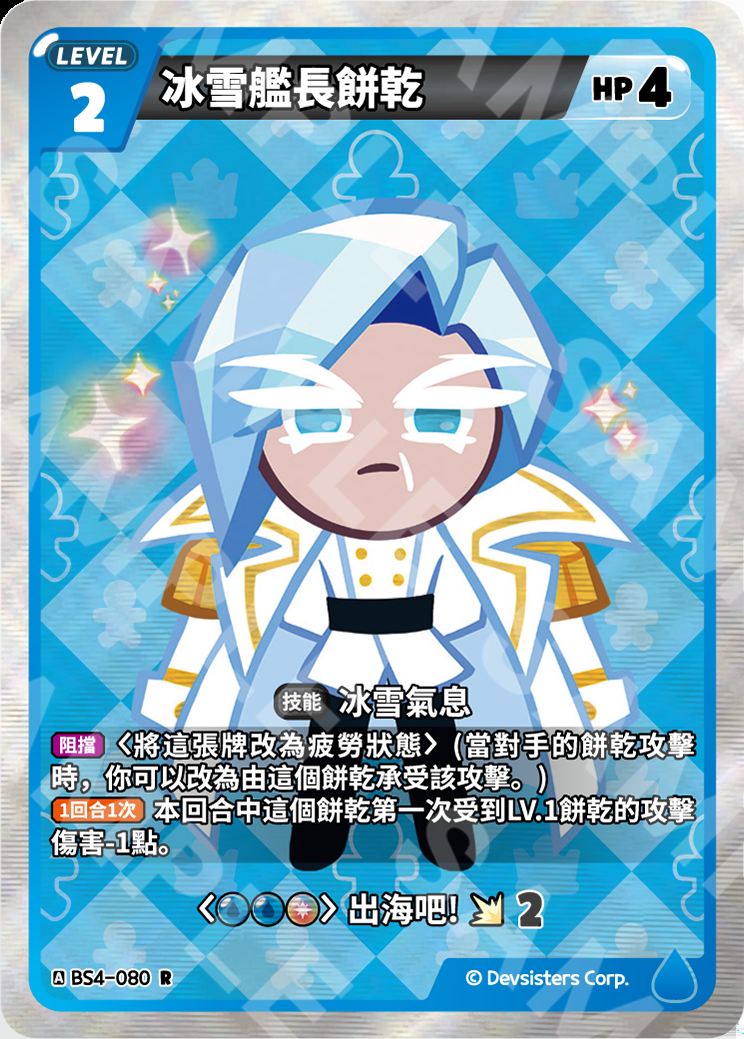 LEVEL
2
冰雪艦長餅乾
HP 4
技能 冰雪氣息
阻擋 〈將這張牌改為疲勞狀態〉(當對手的餅乾攻擊
時，你可以改為由這個餅乾承受該攻擊。)
1回合1次 本回合中這個餅乾第一次受到LV.1餅乾的攻擊
傷害-1點。
〈 〉 出海吧! 2
A BS4-080 R
© Devsisters Corp.
SAMPLE